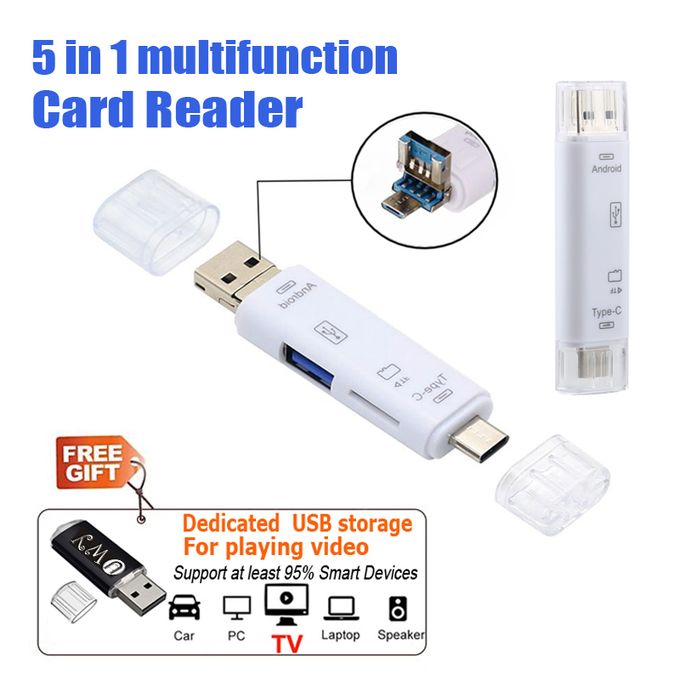 5 in 1 multifunction
Card Reader
Android
TF
Type-C
Android
TF
Type-C
FREE
GIFT
Dedicated USB storage
For playing video
Support at least 95% Smart Devices
Car PC TV Laptop Speaker